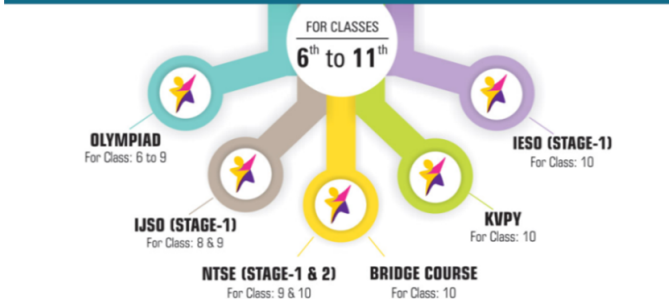 FOR CLASSES
6th to 11th
OLYMPIAD
For Class: 6 to 9
IJSO (STAGE-1)
For Class: 8 & 9
NTSE (STAGE-1 & 2)
For Class: 9 & 10
BRIDGE COURSE
For Class: 10
KVPY
For Class: 10
IESO (STAGE-1)
For Class: 10